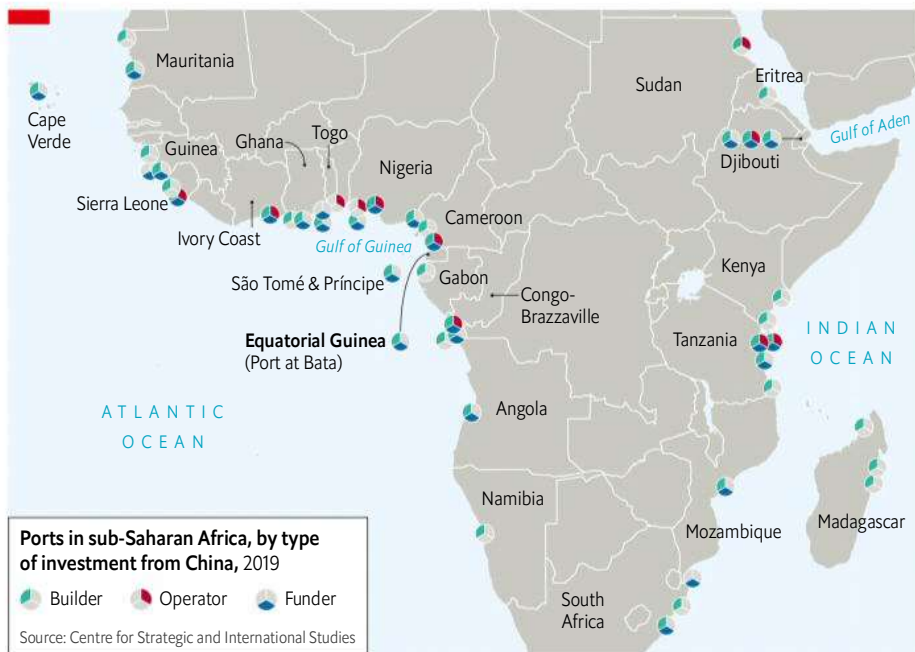 Mauritania
Sudan
Eritrea
Cape
Verde
Gulf of Aden
Ghana
Togo
Guinea
Nigeria
Djibouti
Sierra Leone
Ivory Coast
Cameroon
Gulf of Guinea
Kenya
São Tomé & Príncipe
Gabon
Congo-
Brazzaville
Equatorial Guinea
(Port at Bata)
Tanzania
INDIAN
OCEAN
ATLANTIC
OCEAN
Angola
Namibia
Mozambique
Madagascar
South
Africa
Ports in sub-Saharan Africa, by type
of investment from China, 2019
Builder Operator Funder
Source: Centre for Strategic and International Studies